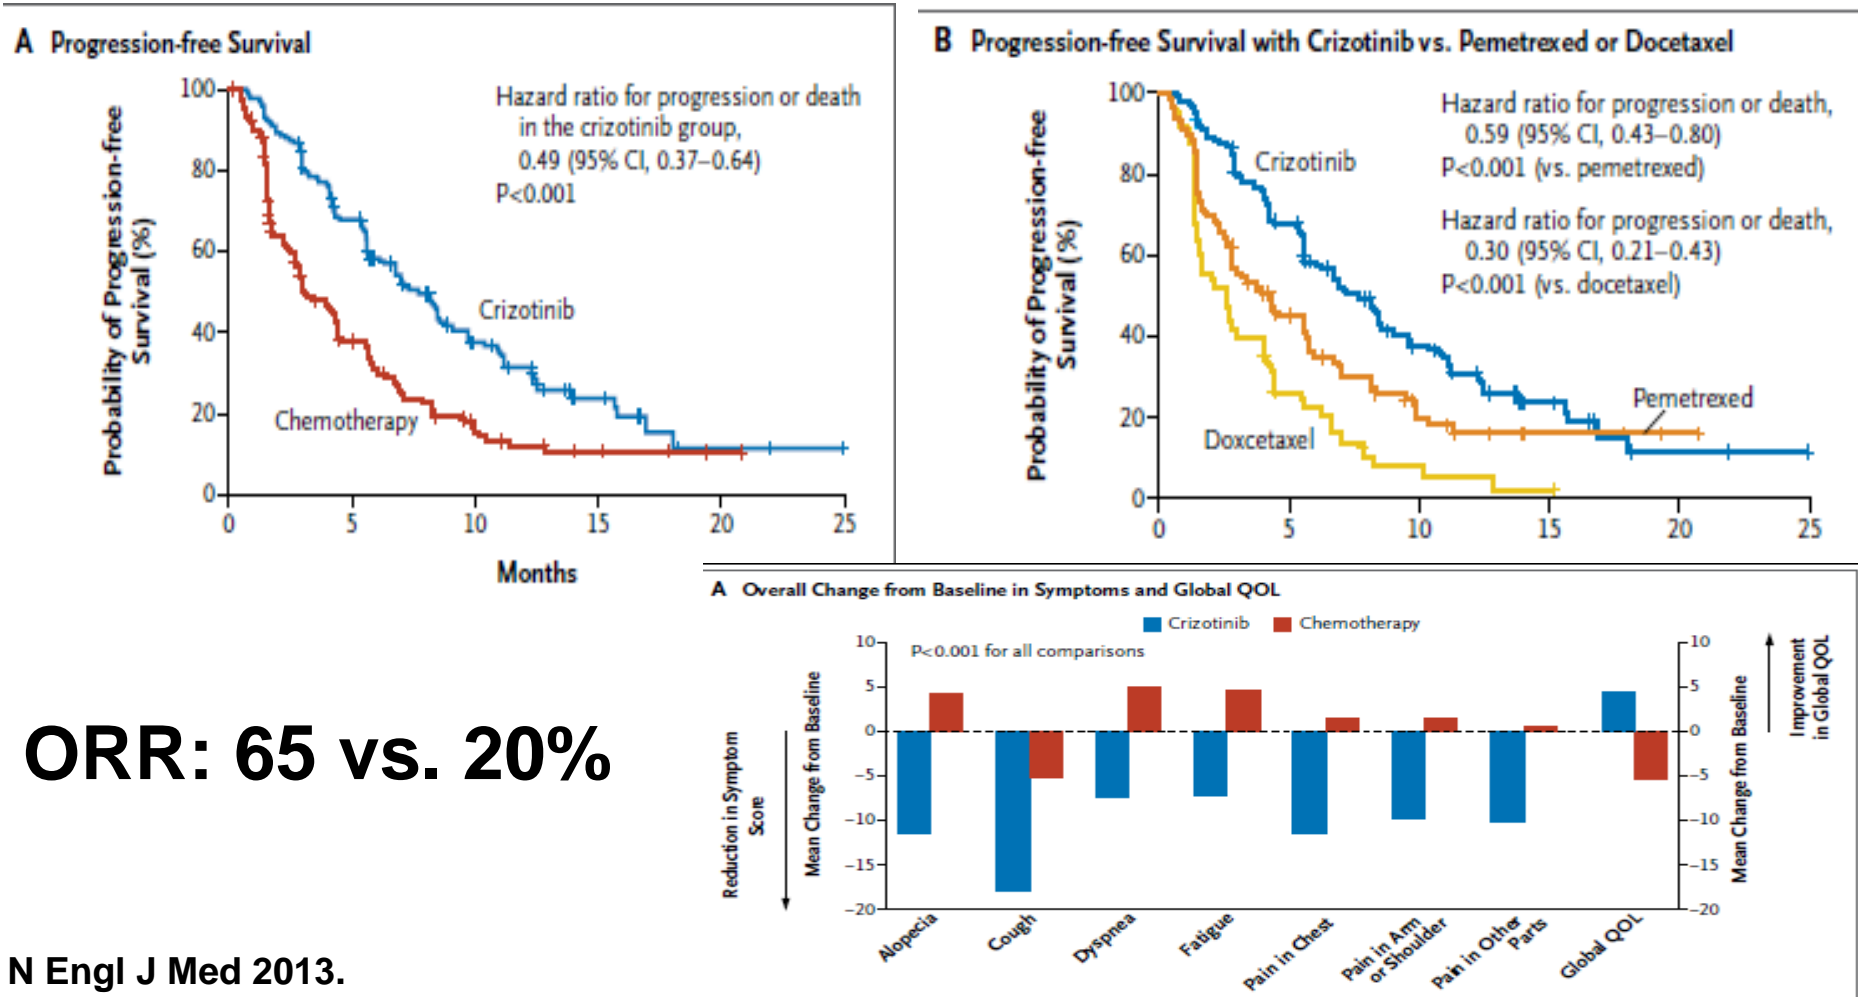 A Progression-free Survival
Probability of Progression-free
Survival (%)
100
80
60
40
20
0
Hazard ratio for progression or death
in the crizotinib group,
0.49 (95% CI, 0.37–0.64)
P<0.001
Crizotinib
Chemotherapy
0 5 10 15 20 25
Months
B Progression-free Survival with Crizotinib vs. Pemetrexed or Docetaxel
Probability of Progression-free
Survival (%)
100
80
60
40
20
0
Hazard ratio for progression or death,
0.59 (95% CI, 0.43–0.80)
P<0.001 (vs. pemetrexed)
Hazard ratio for progression or death,
0.30 (95% CI, 0.21–0.43)
P<0.001 (vs. docetaxel)
Crizotinib
Pemetrexed
Doxcetaxel
0 5 10 15 20 25
A Overall Change from Baseline in Symptoms and Global QOL
Crizotinib Chemotherapy
P<0.001 for all comparisons
Reduction in Symptom
Score
Mean Change from Baseline
10
5
0
−5
−10
−15
−20
10
5
0
−5
−10
−15
−20
Mean Change from Baseline
Improvement
in Global QOL
Alopecia
Cough
Dyspnea
Fatigue
Pain in Chest
Pain in Arm
or Shoulder
Pain in Other
Parts
Global QOL
ORR: 65 vs. 20%
N Engl J Med 2013.